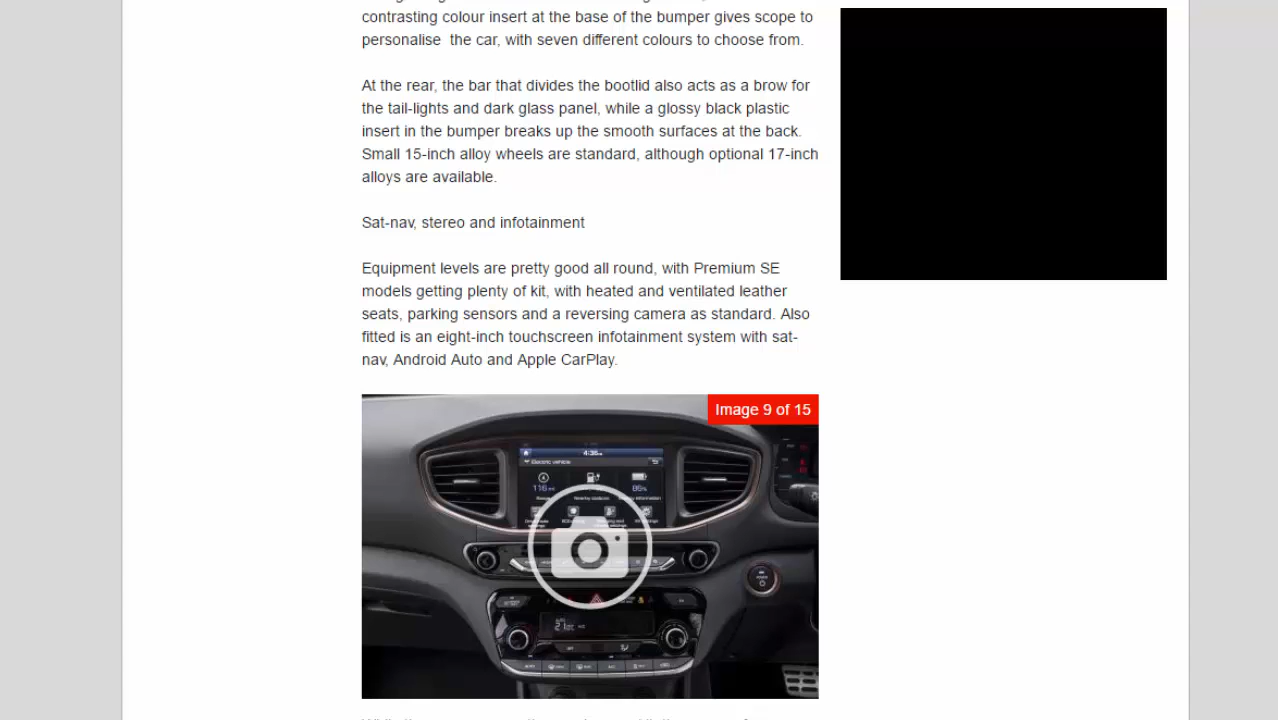 contrasting colour insert at the base of the bumper gives scope to
personalise  the car, with seven different colours to choose from.
At the rear, the bar that divides the bootlid also acts as a brow for
the tail-lights and dark glass panel, while a glossy black plastic
insert in the bumper breaks up the smooth surfaces at the back.
Small 15-inch alloy wheels are standard, although optional 17-inch
alloys are available.
Sat-nav, stereo and infotainment
Equipment levels are pretty good all round, with Premium SE
models getting plenty of kit, with heated and ventilated leather
seats, parking sensors and a reversing camera as standard. Also
fitted is an eight-inch touchscreen infotainment system with sat-
nav, Android Auto and Apple CarPlay.
Image 9 of 15
4:35
Electric vehicle
116